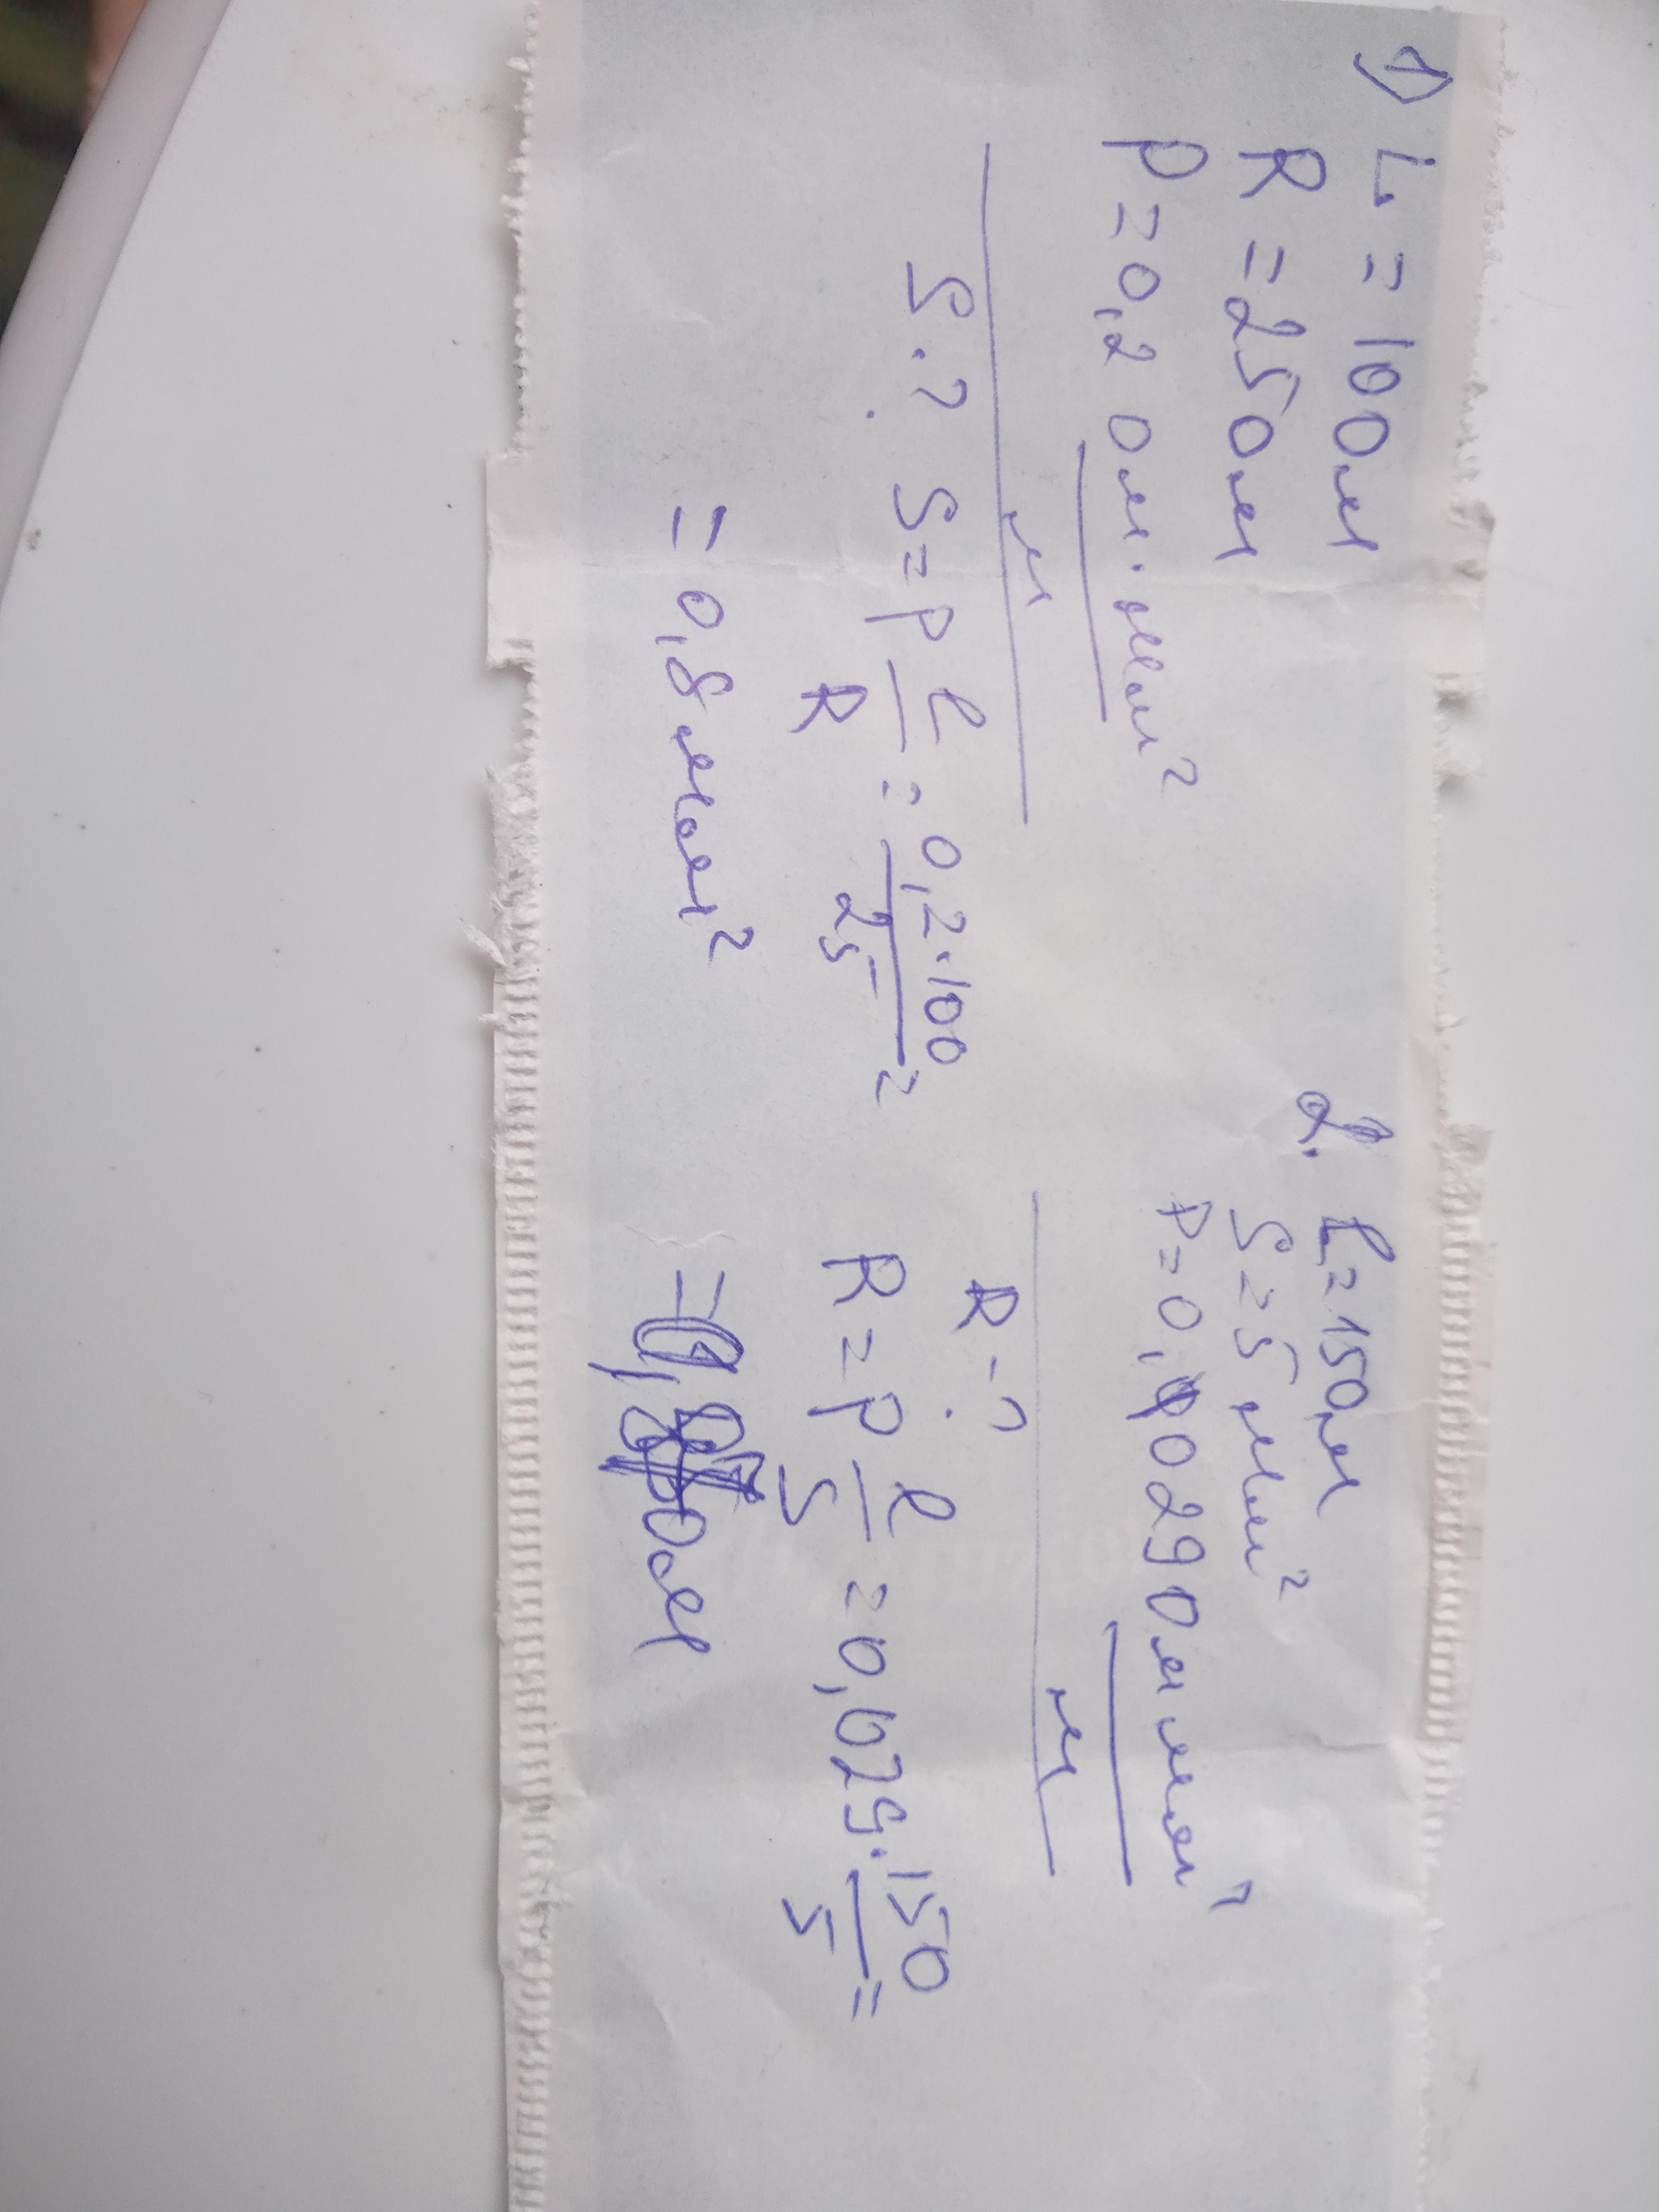 1) L = 100м
R = 25Ом
ρ = 0,2 Ом·мм²
м
S-?
S = ρ l = 0,2·100 =
R 25
= 0,8 мм²
2. L = 150м
S = 5 мм²
ρ = 0,029 Ом мм²
м
R-?
R = ρ l = 0,029·150 =
S 5
= Ом